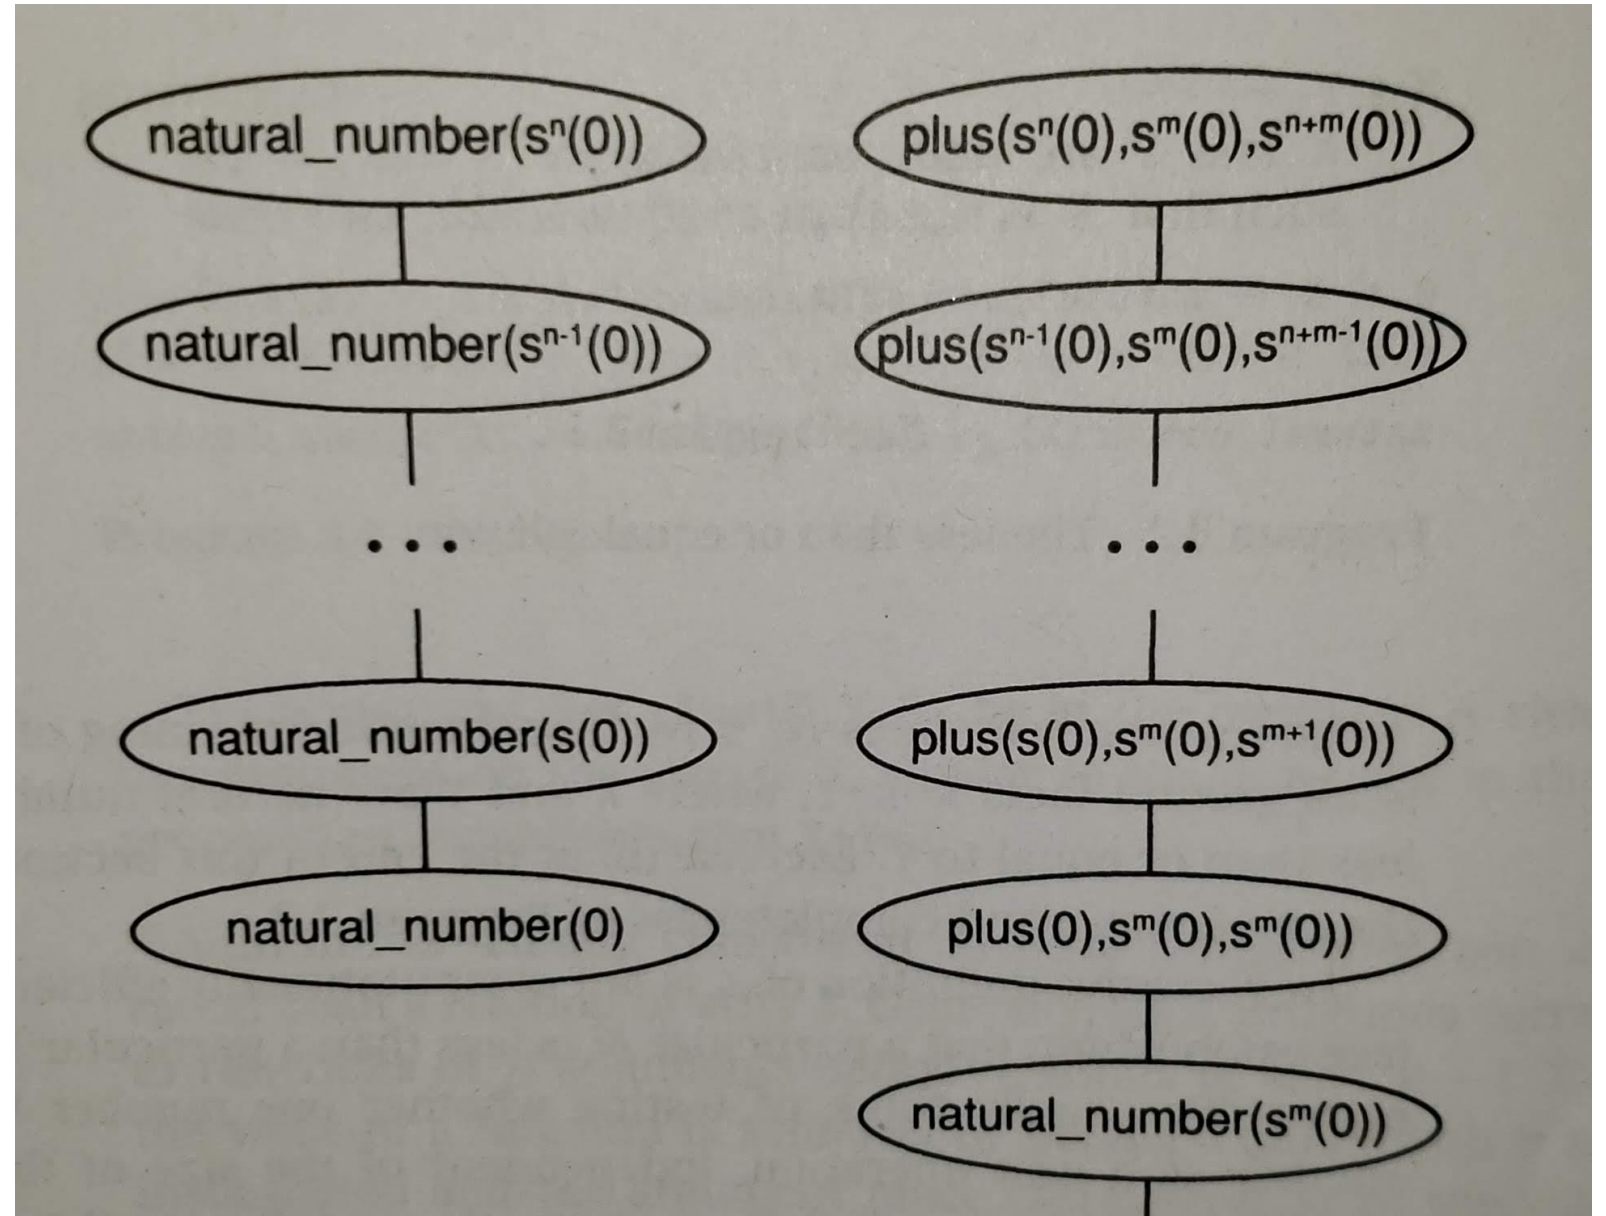 natural_number(sⁿ(0))
natural_number(sⁿ⁻¹(0))
...
natural_number(s(0))
natural_number(0)
plus(sⁿ(0),sᵐ(0),sⁿ⁺ᵐ(0))
plus(sⁿ⁻¹(0),sᵐ(0),sⁿ⁺ᵐ⁻¹(0))
...
plus(s(0),sᵐ(0),sᵐ⁺¹(0))
plus(0),sᵐ(0),sᵐ(0))
natural_number(sᵐ(0))